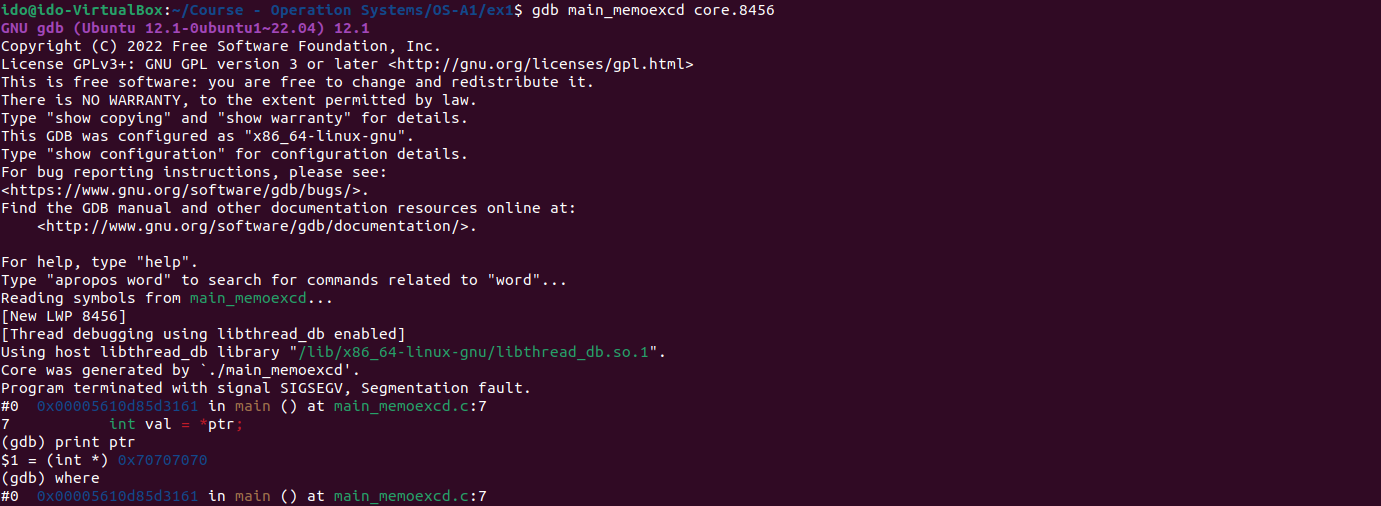 ido@ido-VirtualBox:~/Course - Operation Systems/OS-A1/ex1$ gdb main_memoexcd core.8456
GNU gdb (Ubuntu 12.1-0ubuntu1~22.04) 12.1
Copyright (C) 2022 Free Software Foundation, Inc.
License GPLv3+: GNU GPL version 3 or later <http://gnu.org/licenses/gpl.html>
This is free software: you are free to change and redistribute it.
There is NO WARRANTY, to the extent permitted by law.
Type "show copying" and "show warranty" for details.
This GDB was configured as "x86_64-linux-gnu".
Type "show configuration" for configuration details.
For bug reporting instructions, please see:
<https://www.gnu.org/software/gdb/bugs/>.
Find the GDB manual and other documentation resources online at:
    <http://www.gnu.org/software/gdb/documentation/>.

For help, type "help".
Type "apropos word" to search for commands related to "word"...
Reading symbols from main_memoexcd...
[New LWP 8456]
[Thread debugging using libthread_db enabled]
Using host libthread_db library "/lib/x86_64-linux-gnu/libthread_db.so.1".
Core was generated by `./main_memoexcd'.
Program terminated with signal SIGSEGV, Segmentation fault.
#0  0x00005610d85d3161 in main () at main_memoexcd.c:7
7           int val = *ptr;
(gdb) print ptr
$1 = (int *) 0x70707070
(gdb) where
#0  0x00005610d85d3161 in main () at main_memoexcd.c:7